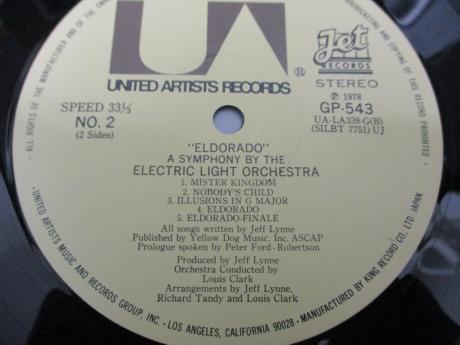 UA
Jet
RECORDS
UNITED ARTISTS RECORDS ®
STEREO
SPEED 33⅓
NO. 2
(2 Sides)
℗ 1978
GP-543
UA-LA339-G(B)
(SILBT 7751) UJ
"ELDORADO"
A SYMPHONY BY THE
ELECTRIC LIGHT ORCHESTRA
1. MISTER KINGDOM
2. NOBODY'S CHILD
3. ILLUSIONS IN G MAJOR
4. ELDORADO
5. ELDORADO-FINALE
All songs written by Jeff Lynne
Published by Yellow Dog Music, Inc. ASCAP
Prologue spoken by Peter Ford-Robertson
Produced by Jeff Lynne
Orchestra Conducted by
Louis Clark
Arrangements by Jeff Lynne,
Richard Tandy and Louis Clark
UNITED ARTISTS MUSIC AND RECORDS GROUP, INC. · LOS ANGELES, CALIFORNIA 90028 · MANUFACTURED BY KING RECORD CO., LTD. JAPAN
ALL RIGHTS OF THE MANUFACTURER AND OF THE OWNER
BROADCASTING AND COPYING OF THIS RECORD PROHIBITED